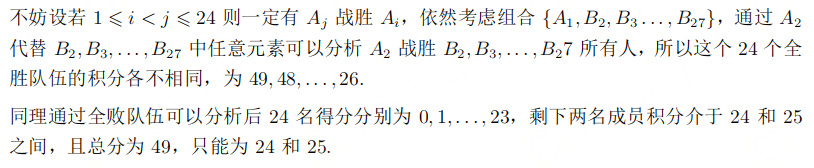 不妨设若 1 ⩽ i < j ⩽ 24 则一定有 A_j 战胜 A_i，依然考虑组合 {A_1, B_2, B_3 ..., B_{27}}，通过 A_2
代替 B_2, B_3, ..., B_{27} 中任意元素可以分析 A_2 战胜 B_2, B_3, ..., B_27 所有人，所以这个 24 个全
胜队伍的积分各不相同，为 49, 48, ..., 26.
同理通过全败队伍可以分析后 24 名得分分别为 0, 1, ..., 23，剩下两名成员积分介于 24 和 25
之间，且总分为 49，只能为 24 和 25.